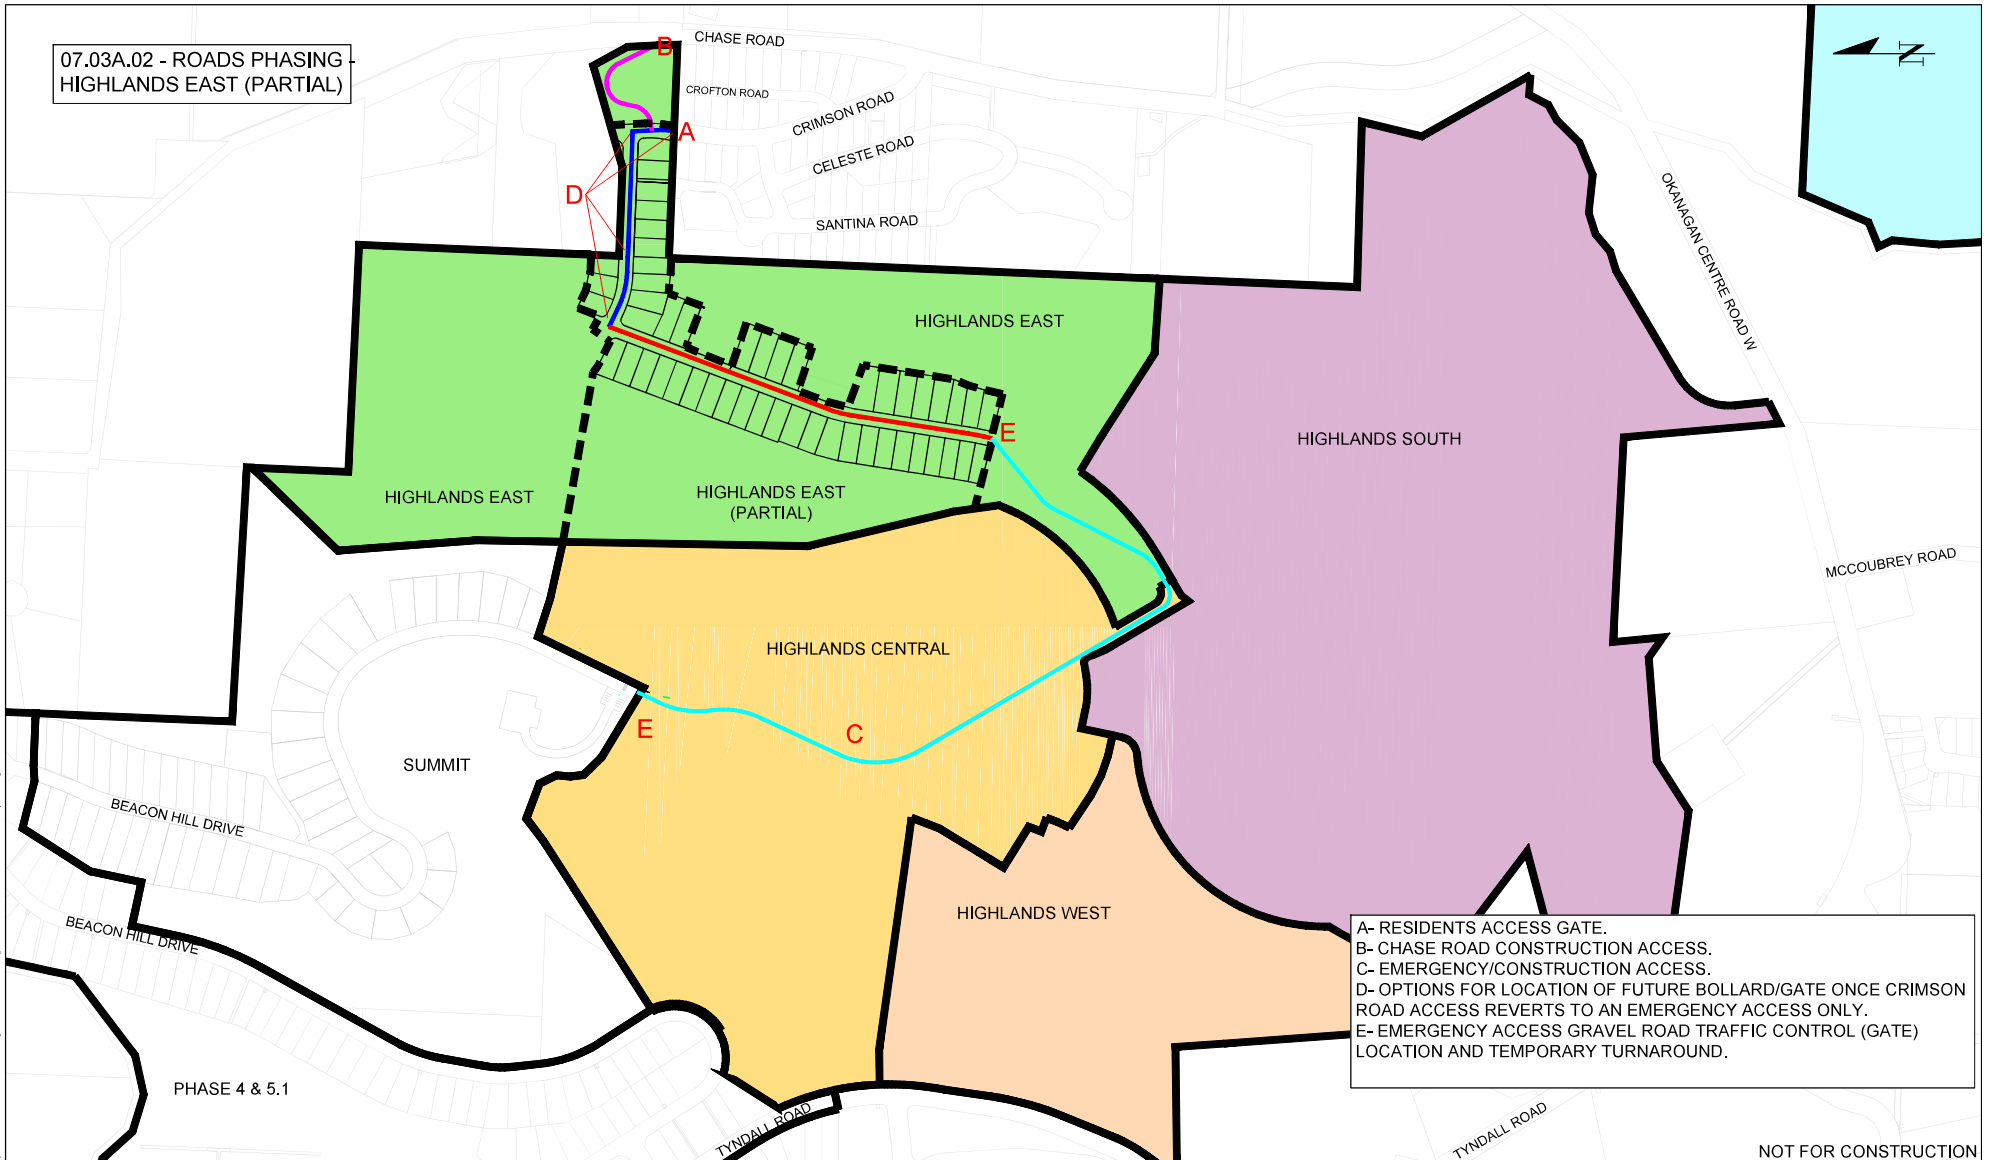 07.03A.02 - ROADS PHASING -
HIGHLANDS EAST (PARTIAL)
CHASE ROAD
B
N
CROFTON ROAD
CRIMSON ROAD
A
CELESTE ROAD
D
SANTINA ROAD
OKANAGAN CENTRE ROAD W
HIGHLANDS EAST
E
HIGHLANDS SOUTH
HIGHLANDS EAST
HIGHLANDS EAST
(PARTIAL)
MCCOUBREY ROAD
HIGHLANDS CENTRAL
E
C
SUMMIT
BEACON HILL DRIVE
HIGHLANDS WEST
BEACON HILL DRIVE
A- RESIDENTS ACCESS GATE.
B- CHASE ROAD CONSTRUCTION ACCESS.
C- EMERGENCY/CONSTRUCTION ACCESS.
D- OPTIONS FOR LOCATION OF FUTURE BOLLARD/GATE ONCE CRIMSON
ROAD ACCESS REVERTS TO AN EMERGENCY ACCESS ONLY.
E- EMERGENCY ACCESS GRAVEL ROAD TRAFFIC CONTROL (GATE)
LOCATION AND TEMPORARY TURNAROUND.
PHASE 4 & 5.1
TYNDALL ROAD
TYNDALL ROAD
NOT FOR CONSTRUCTION